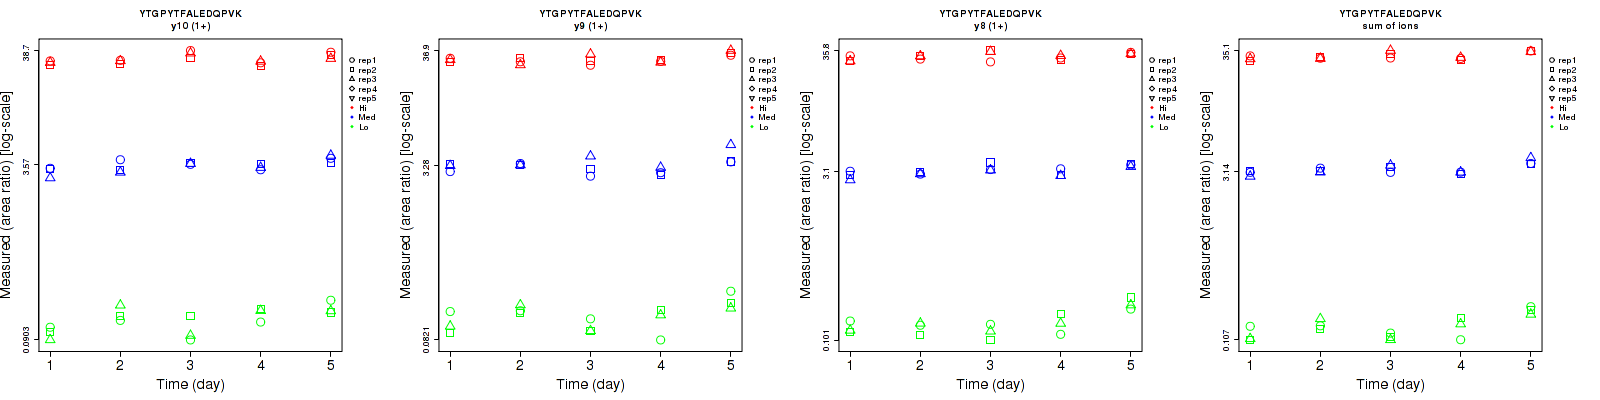 YTGPYTFALEDQPVK
y10 (1+)
Measured (area ratio) [log-scale]
38.7
3.57
0.0903
1 2 3 4 5
Time (day)
rep1
rep2
rep3
rep4
rep5
Hi
Med
Lo
YTGPYTFALEDQPVK
y9 (1+)
Measured (area ratio) [log-scale]
36.9
3.28
0.0821
1 2 3 4 5
Time (day)
rep1
rep2
rep3
rep4
rep5
Hi
Med
Lo
YTGPYTFALEDQPVK
y8 (1+)
Measured (area ratio) [log-scale]
35.8
3.1
0.101
1 2 3 4 5
Time (day)
rep1
rep2
rep3
rep4
rep5
Hi
Med
Lo
YTGPYTFALEDQPVK
sum of ions
Measured (area ratio) [log-scale]
35.1
3.14
0.107
1 2 3 4 5
Time (day)
rep1
rep2
rep3
rep4
rep5
Hi
Med
Lo